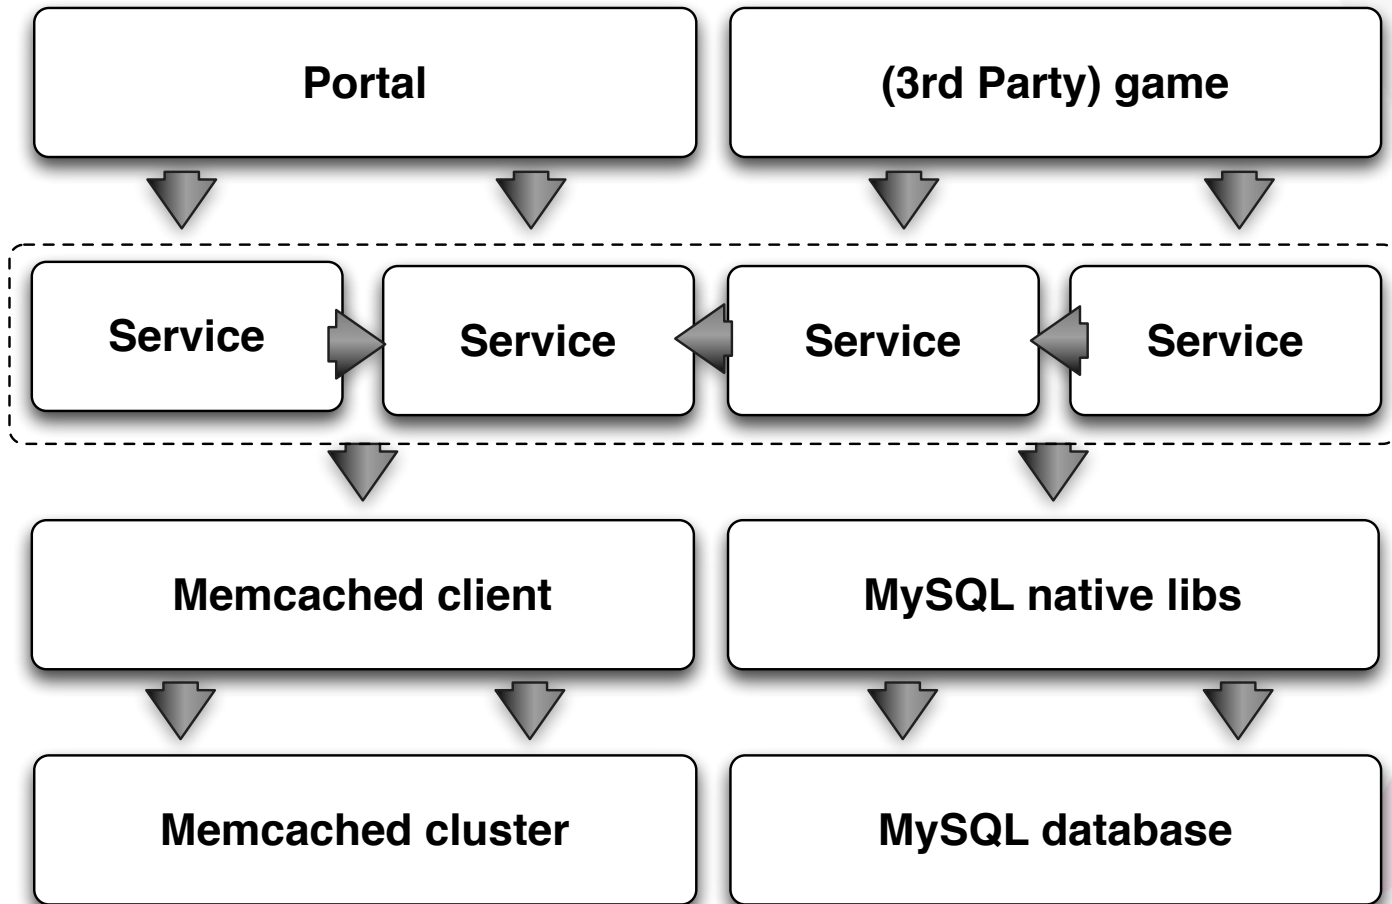 Portal
(3rd Party) game
Service
Service
Service
Service
Memcached client
MySQL native libs
Memcached cluster
MySQL database